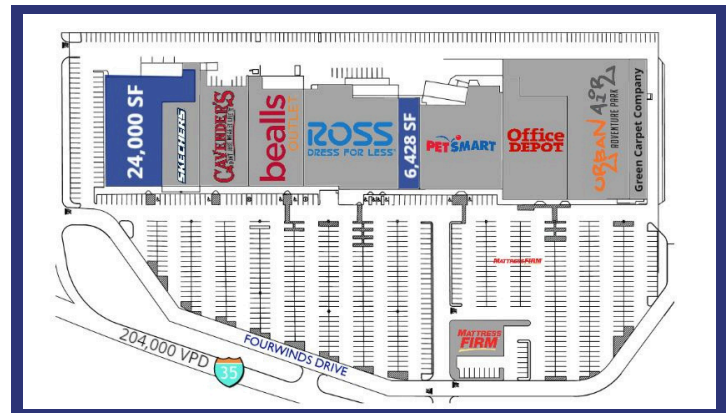 24,000 SF
SKECHERS
CAVENDER'S
bealls
OUTLET
ROSS
DRESS FOR LESS
6,428 SF
PETSMART
Office
DEPOT
URBAN AIR
ADVENTURE PARK
Green Carpet Company
MATTRESS FIRM
MATTRESS
FIRM
FOURWINDS DRIVE
204,000 VPD
35